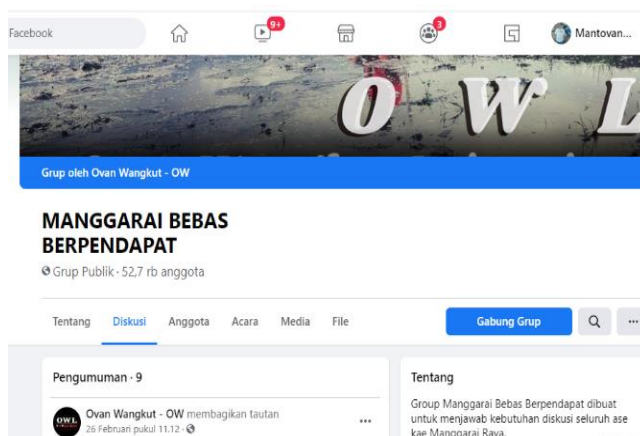 Facebook
9+
3
Mantovan...
OWL
Grup oleh Ovan Wangkut - OW
MANGGARAI BEBAS
BERPENDAPAT
Grup Publik · 52,7 rb anggota
Tentang Diskusi Anggota Acara Media File
Gabung Grup
Pengumuman · 9
OWL
Ovan Wangkut - OW membagikan tautan
26 Februari pukul 11.12 ·
Tentang
Group Manggarai Bebas Berpendapat dibuat
untuk menjawab kebutuhan diskusi seluruh ase
kae Manggarai Raya.